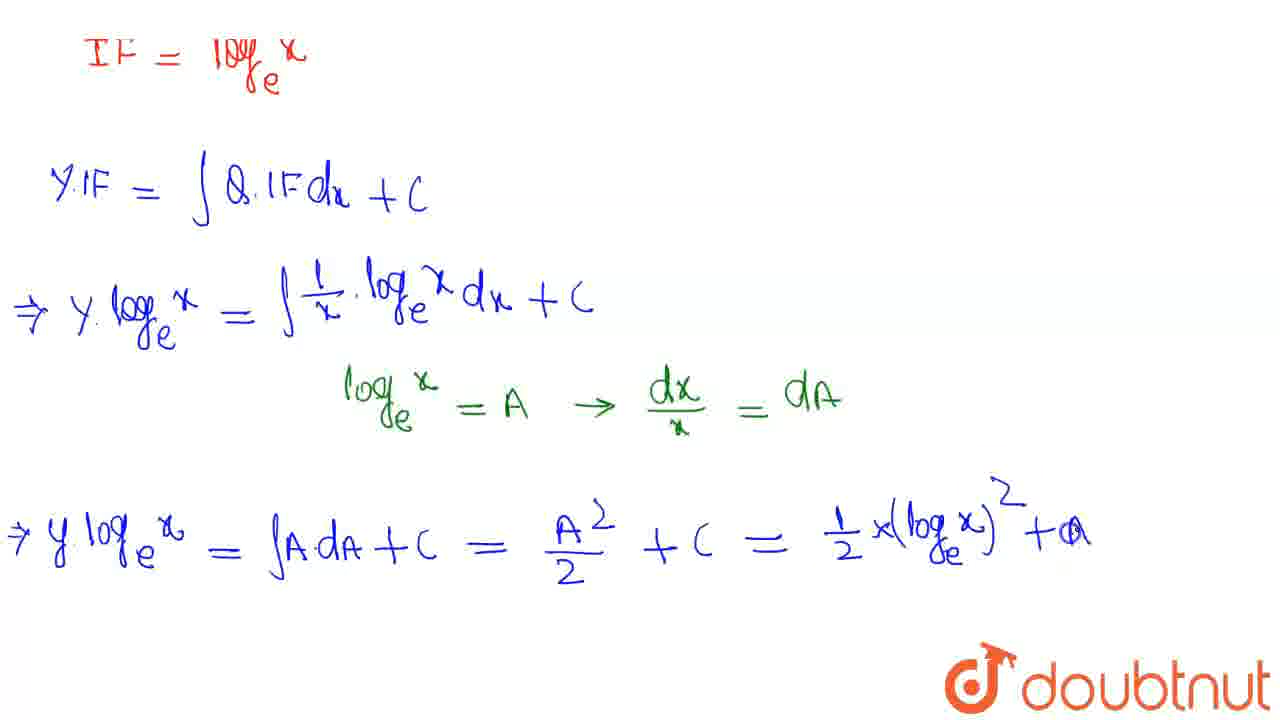 IF = log_e x
Y.IF = ∫ Q.IF dx + C
⇒ y. log_e x = ∫ 1/x . log_e x dx + C
log_e x = A → dx/x = dA
⇒ y. log_e x = ∫A.dA + C = A²/2 + C = 1/2 × (log_e x)² +
doubtnut